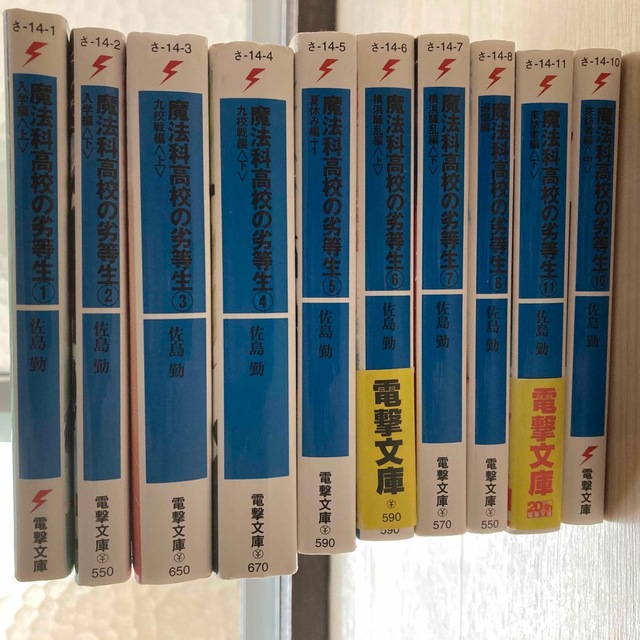 さ-14-1
魔法科高校の劣等生①
入学編〈上〉
佐島 勤
電撃文庫
さ-14-2
魔法科高校の劣等生②
入学編〈下〉
佐島 勤
電撃文庫
¥
550
さ-14-3
魔法科高校の劣等生③
九校戦編〈上〉
佐島 勤
電撃文庫
¥
650
さ-14-4
魔法科高校の劣等生④
九校戦編〈下〉
佐島 勤
電撃文庫
¥
670
さ-14-5
魔法科高校の劣等生⑤
夏休み編+1
佐島 勤
電撃文庫
¥
590
さ-14-6
魔法科高校の劣等生⑥
横浜騒乱編〈上〉
佐島 勤
電撃文庫
¥
590
590
さ-14-7
魔法科高校の劣等生⑦
横浜騒乱編〈下〉
佐島 勤
電撃文庫
¥
570
さ-14-8
魔法科高校の劣等生⑧
追憶編
佐島 勤
電撃文庫
¥
550
さ-14-11
魔法科高校の劣等生⑪
来訪者編〈下〉
佐島 勤
電撃文庫
さ-14-10
魔法科高校の劣等生⑩
来訪者編〈中〉
佐島 勤
電撃文庫
¥